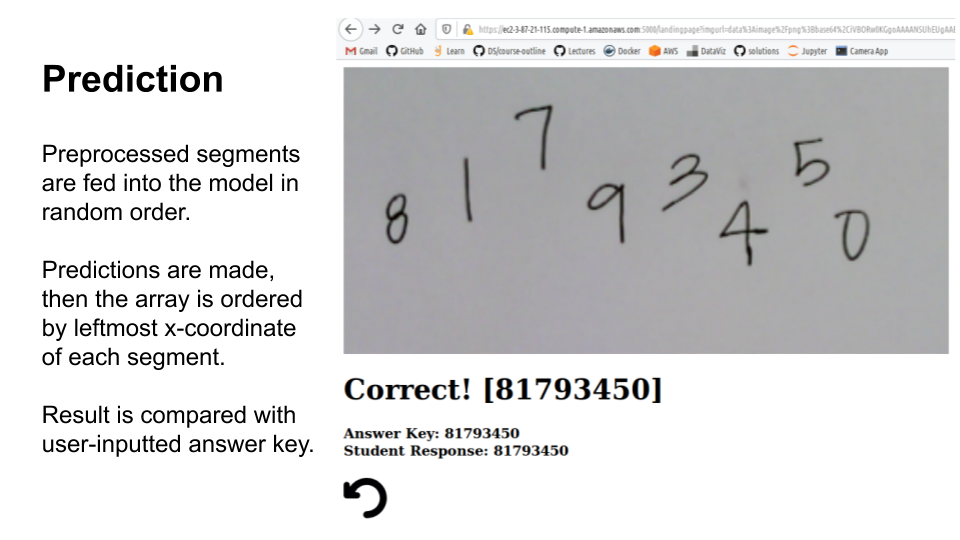 Prediction
Preprocessed segments
are fed into the model in
random order.
Predictions are made,
then the array is ordered
by leftmost x-coordinate
of each segment.
Result is compared with
user-inputted answer key.
https://ec2-3-87-21-115.compute-1.amazonaws.com:5000/landingpage?imgurl=data%3Aimage%2Fpng%3Bbase64%2CiVBORw0KGgoAAAANSUhEUgAAE
Gmail GitHub Learn DS/course-outline Lectures Docker AWS DataViz solutions Jupyter Camera App
8 1 7 9 3 4 5 0
Correct! [81793450]
Answer Key: 81793450
Student Response: 81793450